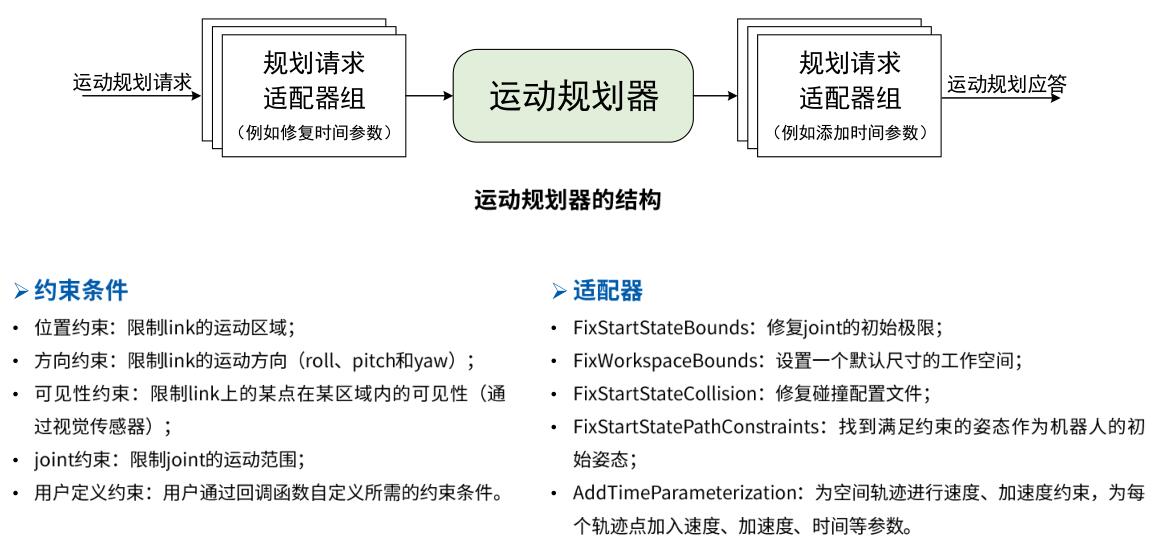 运动规划请求
规划请求
适配器组
（例如修复时间参数）
运动规划器
规划请求
适配器组
（例如添加时间参数）
运动规划应答
运动规划器的结构
约束条件
• 位置约束：限制link的运动区域；
• 方向约束：限制link的运动方向（roll、pitch和yaw）；
• 可见性约束：限制link上的某点在某区域内的可见性（通
过视觉传感器）；
• joint约束：限制joint的运动范围；
• 用户定义约束：用户通过回调函数自定义所需的约束条件。
适配器
• FixStartStateBounds：修复joint的初始极限；
• FixWorkspaceBounds：设置一个默认尺寸的工作空间；
• FixStartStateCollision：修复碰撞配置文件；
• FixStartStatePathConstraints：找到满足约束的姿态作为机器人的初
始姿态；
• AddTimeParameterization：为空间轨迹进行速度、加速度约束，为每
个轨迹点加入速度、加速度、时间等参数。